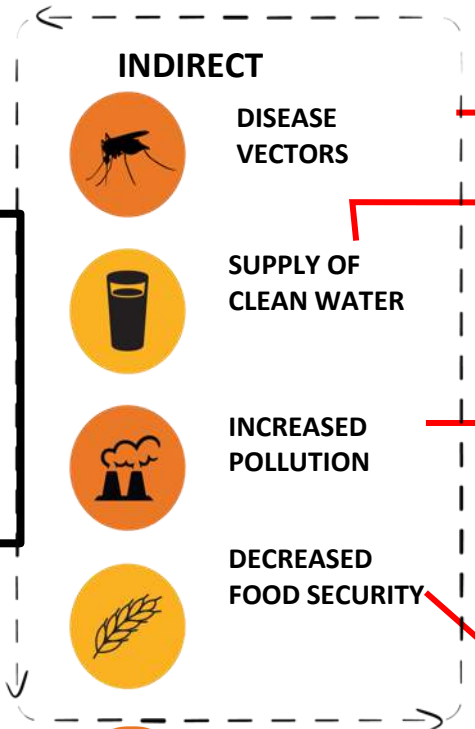 INDIRECT
DISEASE
VECTORS
SUPPLY OF
CLEAN WATER
INCREASED
POLLUTION
DECREASED
FOOD SECURITY